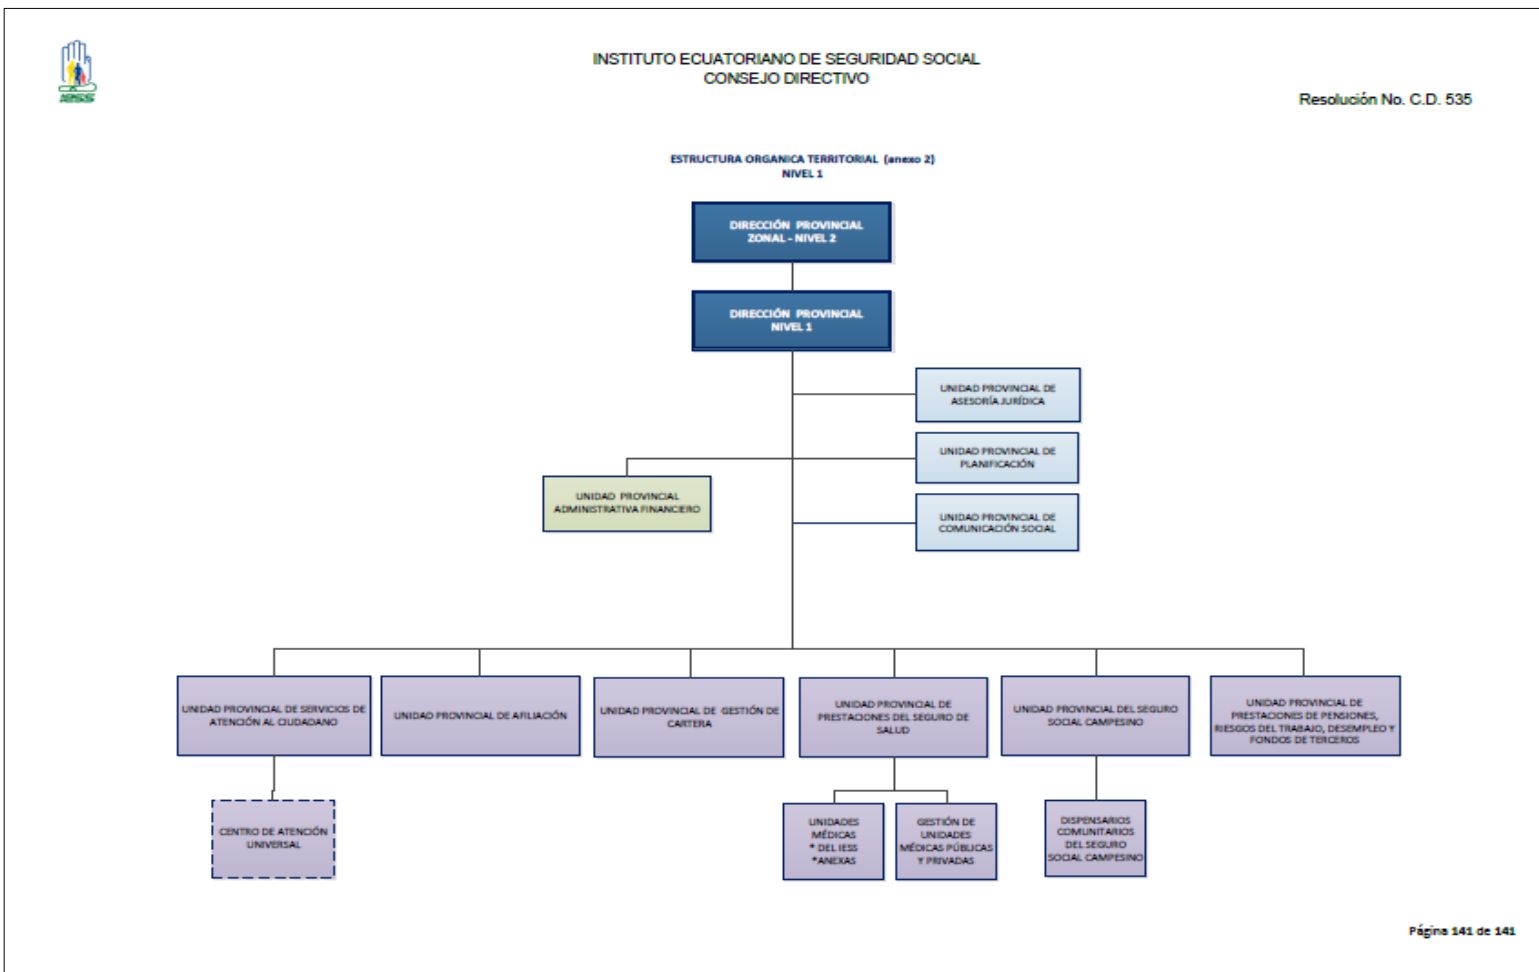 INSTITUTO ECUATORIANO DE SEGURIDAD SOCIAL
CONSEJO DIRECTIVO
IESS
Resolución No. C.D. 535
ESTRUCTURA ORGANICA TERRITORIAL (anexo 2)
NIVEL 1
DIRECCIÓN PROVINCIAL
ZONAL - NIVEL 2
DIRECCIÓN PROVINCIAL
NIVEL 1
UNIDAD PROVINCIAL DE
ASESORÍA JURÍDICA
UNIDAD PROVINCIAL DE
PLANIFICACIÓN
UNIDAD PROVINCIAL
ADMINISTRATIVA FINANCIERO
UNIDAD PROVINCIAL DE
COMUNICACIÓN SOCIAL
UNIDAD PROVINCIAL DE SERVICIOS DE
ATENCIÓN AL CIUDADANO
UNIDAD PROVINCIAL DE AFILIACIÓN
UNIDAD PROVINCIAL DE GESTIÓN DE
CARTERA
UNIDAD PROVINCIAL DE
PRESTACIONES DEL SEGURO DE
SALUD
UNIDAD PROVINCIAL DEL SEGURO
SOCIAL CAMPESINO
UNIDAD PROVINCIAL DE
PRESTACIONES DE PENSIONES,
RIESGOS DEL TRABAJO, DESEMPLEO Y
FONDOS DE TERCEROS
CENTRO DE ATENCIÓN
UNIVERSAL
UNIDADES
MÉDICAS
* DEL IESS
*ANEXAS
GESTIÓN DE
UNIDADES
MÉDICAS PÚBLICAS
Y PRIVADAS
DISPENSARIOS
COMUNITARIOS
DEL SEGURO
SOCIAL CAMPESINO
Página 141 de 141